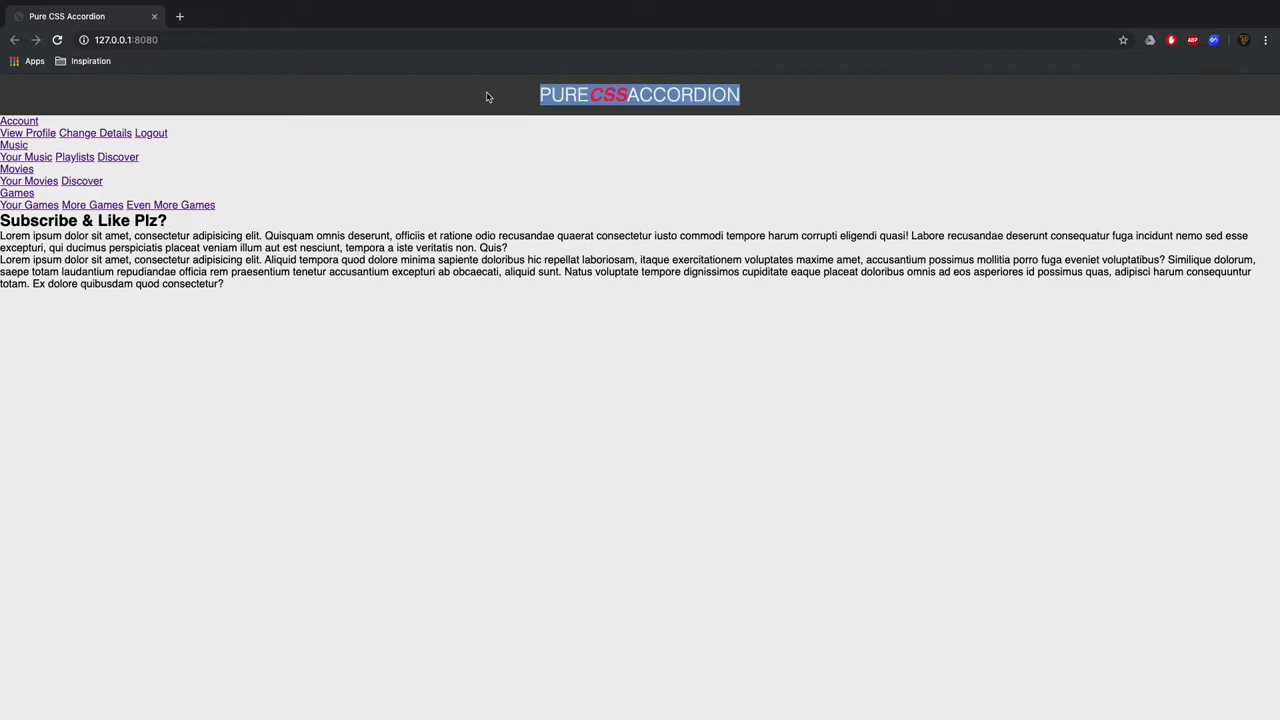 Pure CSS Accordion
127.0.0.1:8080
ABP
Apps
Inspiration
PURECSSACCORDION
Account
View Profile Change Details Logout
Music
Your Music Playlists Discover
Movies
Your Movies Discover
Games
Your Games More Games Even More Games
Subscribe & Like Plz?
Lorem ipsum dolor sit amet, consectetur adipisicing elit. Quisquam omnis deserunt, officiis et ratione odio recusandae quaerat consectetur iusto commodi tempore harum corrupti eligendi quasi! Labore recusandae deserunt consequatur fuga incidunt nemo sed esse
excepturi, qui ducimus perspiciatis placeat veniam illum aut est nesciunt, tempora a iste veritatis non. Quis?
Lorem ipsum dolor sit amet, consectetur adipisicing elit. Aliquid tempora quod dolore minima sapiente doloribus hic repellat laboriosam, itaque exercitationem voluptates maxime amet, accusantium possimus mollitia porro fuga eveniet voluptatibus? Similique dolorum,
saepe totam laudantium repudiandae officia rem praesentium tenetur accusantium excepturi ab obcaecati, aliquid sunt. Natus voluptate tempore dignissimos cupiditate eaque placeat doloribus omnis ad eos asperiores id possimus quas, adipisci harum consequuntur
totam. Ex dolore quibusdam quod consectetur?